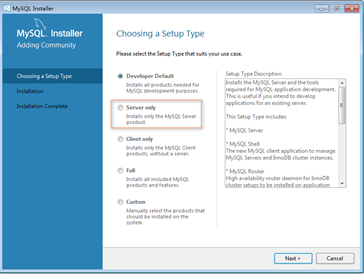 MySQL Installer
MySQL. Installer
Adding Community
Choosing a Setup Type
Installation
Installation Complete
Choosing a Setup Type
Please select the Setup Type that suits your use case.
Developer Default
Installs all products needed for
MySQL development purposes.
Server only
Installs only the MySQL Server
product.
Client only
Installs only the MySQL Client
products, without a server.
Full
Installs all included MySQL
products and features.
Custom
Manually select the products that
should be installed on the
system.
Setup Type Description
Installs the MySQL Server and the tools
required for MySQL application development.
This is useful if you intend to develop
applications for an existing server.
This Setup Type includes:
* MySQL Server
* MySQL Shell
The new MySQL client application to manage
MySQL Servers and InnoDB cluster instances.
* MySQL Router
High availability router daemon for InnoDB
cluster setups to be installed on application
Next >
Cancel